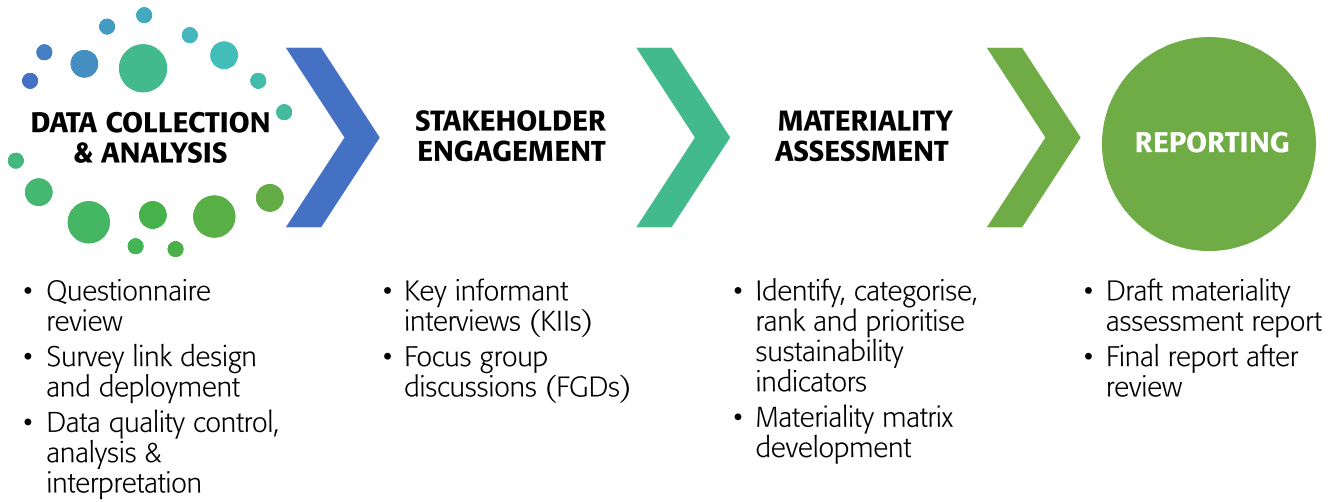 DATA COLLECTION
& ANALYSIS
• Questionnaire
review
• Survey link design
and deployment
• Data quality control,
analysis &
interpretation
STAKEHOLDER
ENGAGEMENT
• Key informant
interviews (KIIs)
• Focus group
discussions (FGDs)
MATERIALITY
ASSESSMENT
• Identify, categorise,
rank and prioritise
sustainability
indicators
• Materiality matrix
development
REPORTING
• Draft materiality
assessment report
• Final report after
review